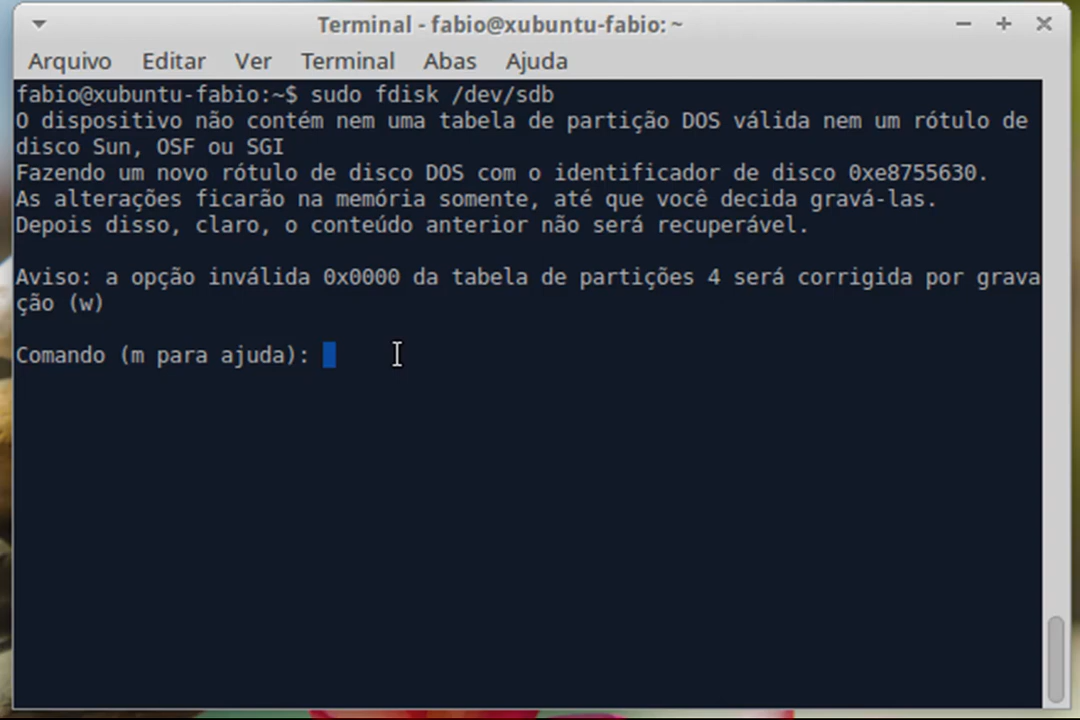 Terminal - fabio@xubuntu-fabio: ~
Arquivo Editar Ver Terminal Abas Ajuda
fabio@xubuntu-fabio:~$ sudo fdisk /dev/sdb
O dispositivo não contém nem uma tabela de partição DOS válida nem um rótulo de
disco Sun, OSF ou SGI
Fazendo um novo rótulo de disco DOS com o identificador de disco 0xe8755630.
As alterações ficarão na memória somente, até que você decida gravá-las.
Depois disso, claro, o conteúdo anterior não será recuperável.
Aviso: a opção inválida 0x0000 da tabela de partições 4 será corrigida por grava
ção (w)
Comando (m para ajuda):